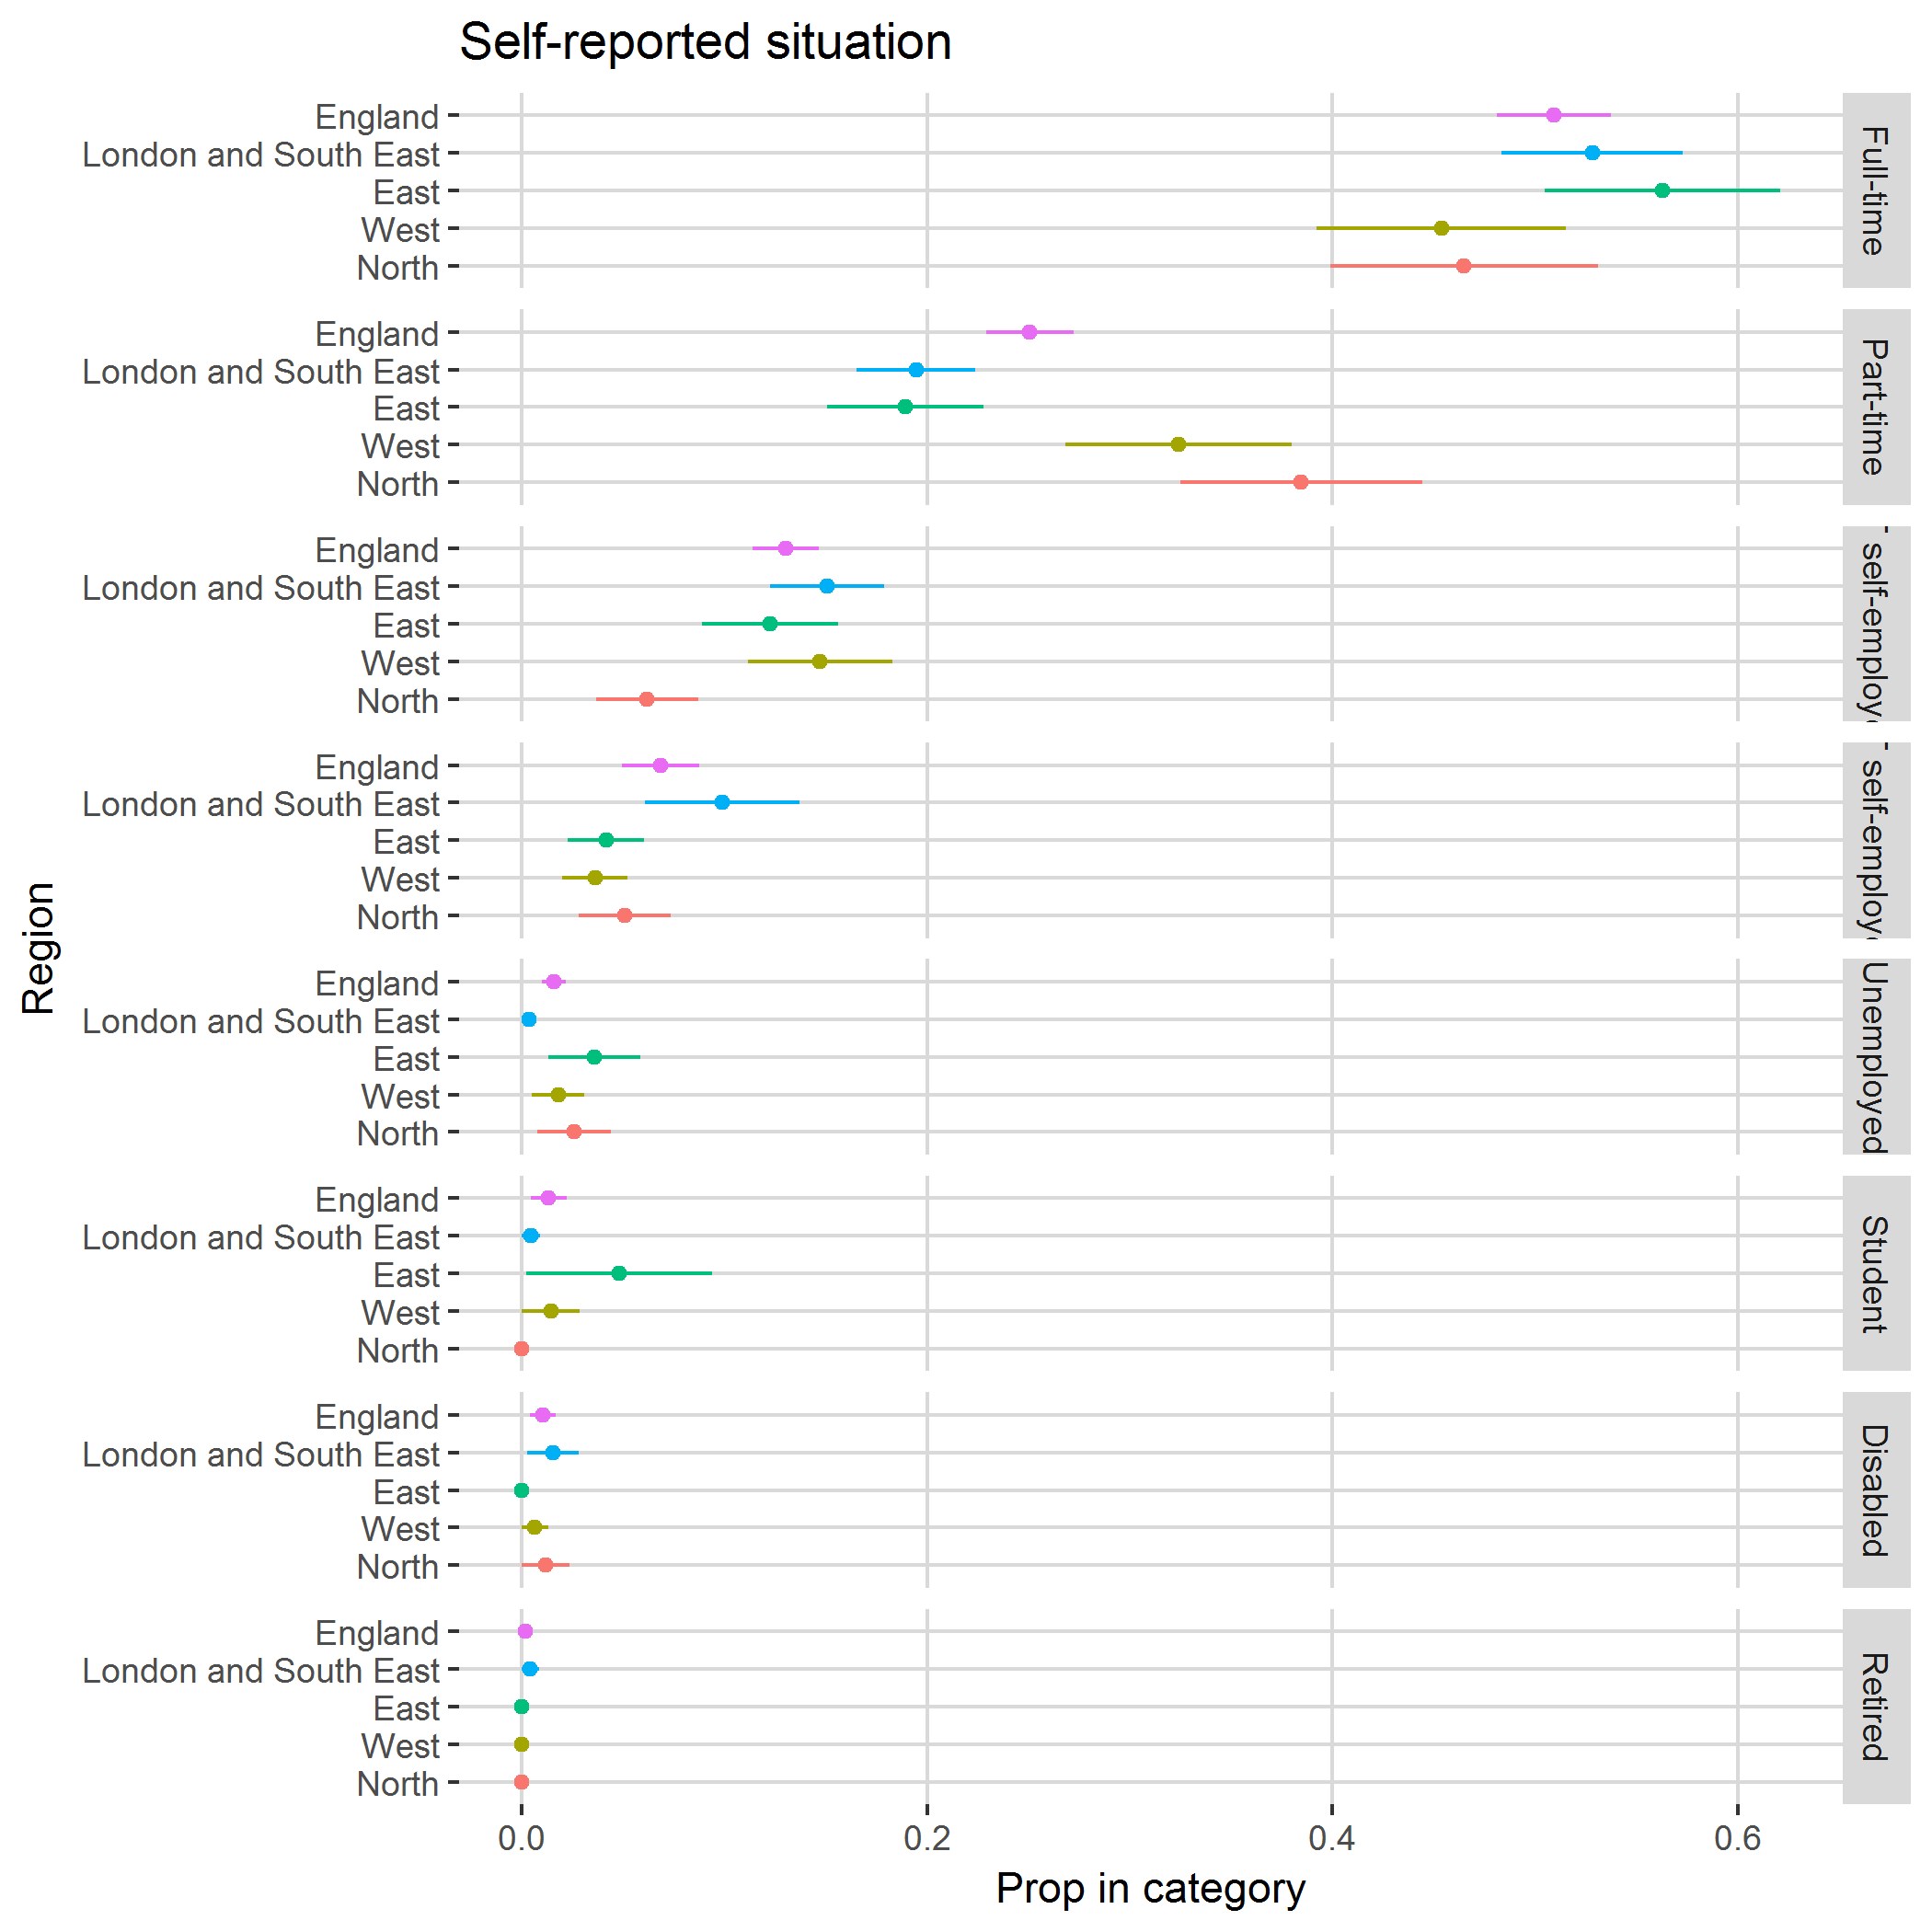 Self-reported situation
England
London and South East
East
West
North
Full-time
England
London and South East
East
West
North
Part-time
England
London and South East
East
West
North
self-employ
England
London and South East
East
West
North
self-employ
England
London and South East
East
West
North
Unemployed
England
London and South East
East
West
North
Student
England
London and South East
East
West
North
Disabled
England
London and South East
East
West
North
Retired
Region
0.0 0.2 0.4 0.6
Prop in category